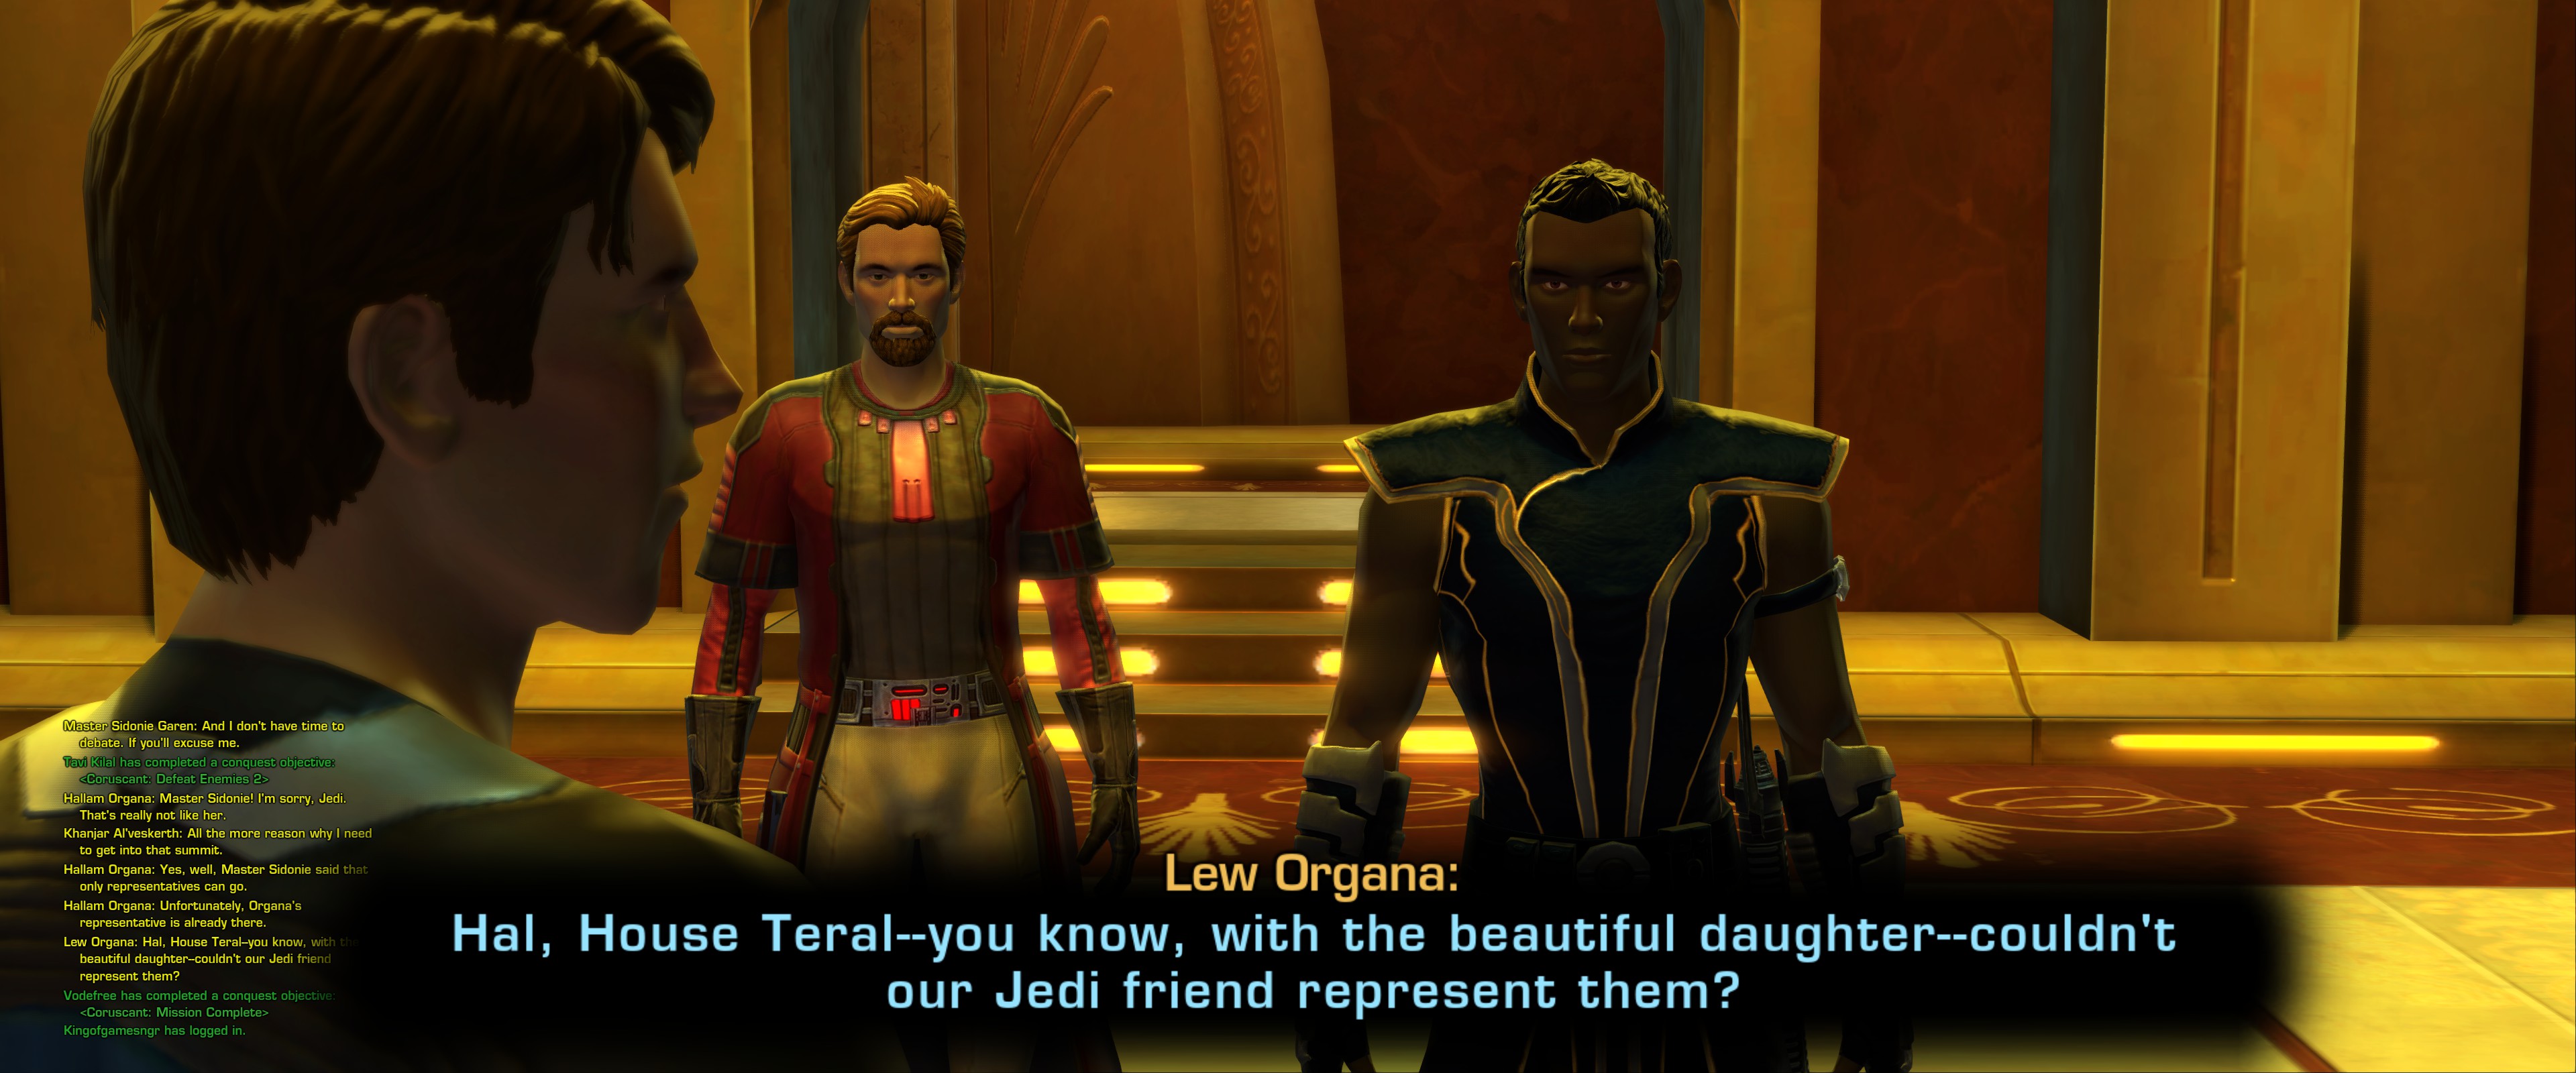 Master Sidonie Garen: And I don't have time to
debate. If you'll excuse me.
Tavi Kilal has completed a conquest objective:
<Coruscant: Defeat Enemies 2>
Hallam Organa: Master Sidonie! I'm sorry, Jedi.
That's really not like her.
Khanjar Al'veskerth: All the more reason why I need
to get into that summit.
Hallam Organa: Yes, well, Master Sidonie said that
only representatives can go.
Hallam Organa: Unfortunately, Organa's
representative is already there.
Lew Organa: Hal, House Teral–you know, with the
beautiful daughter–couldn't our Jedi friend
represent them?
Vodefree has completed a conquest objective:
<Coruscant: Mission Complete>
Kingofgamesngr has logged in.
Lew Organa:
Hal, House Teral--you know, with the beautiful daughter--couldn't
our Jedi friend represent them?